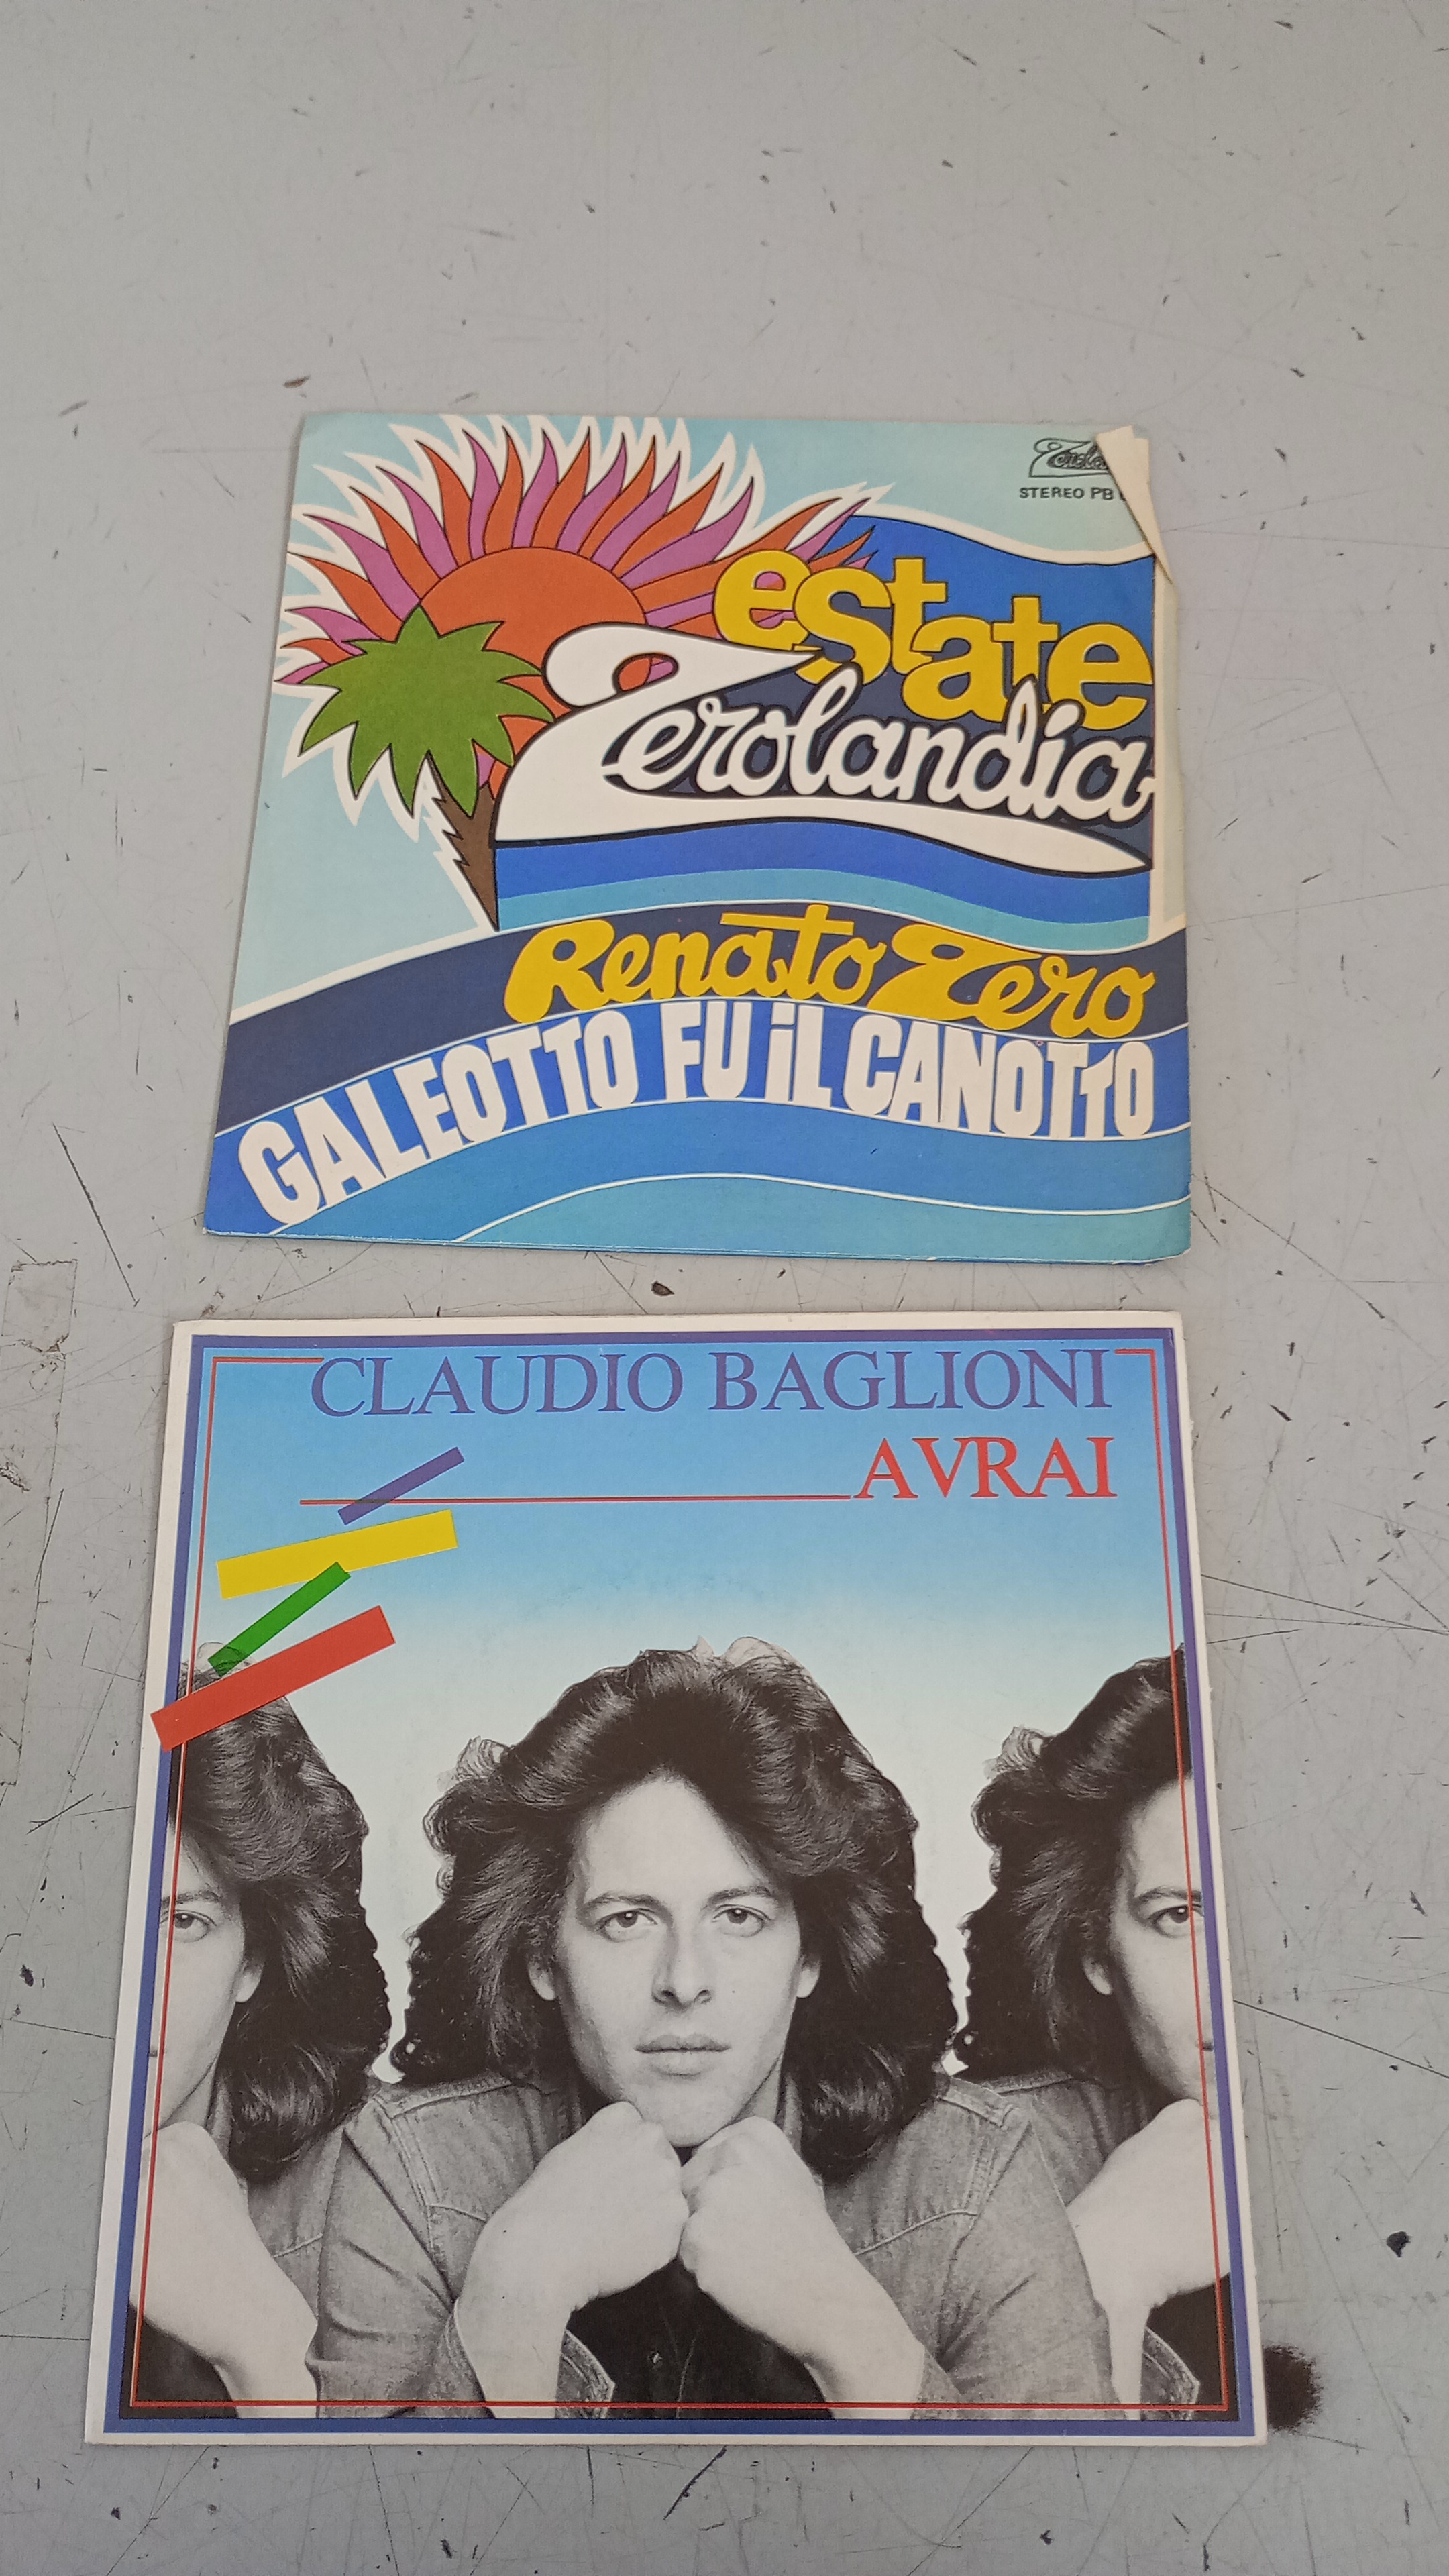 STEREO PB
estate
Zerolandia
Renato Zero
GALEOTTO FU iL CANOTTO
CLAUDIO BAGLIONI
AVRAI